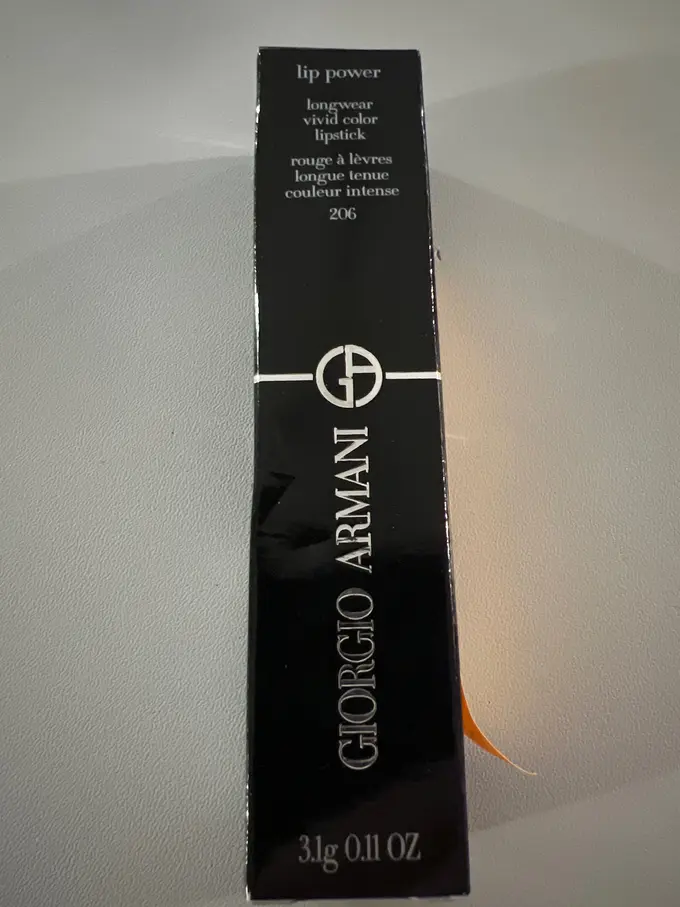 lip power
longwear
vivid color
lipstick
rouge à lèvres
longue tenue
couleur intense
206
GA
GIORGIO ARMANI
3.1g 0.11 OZ